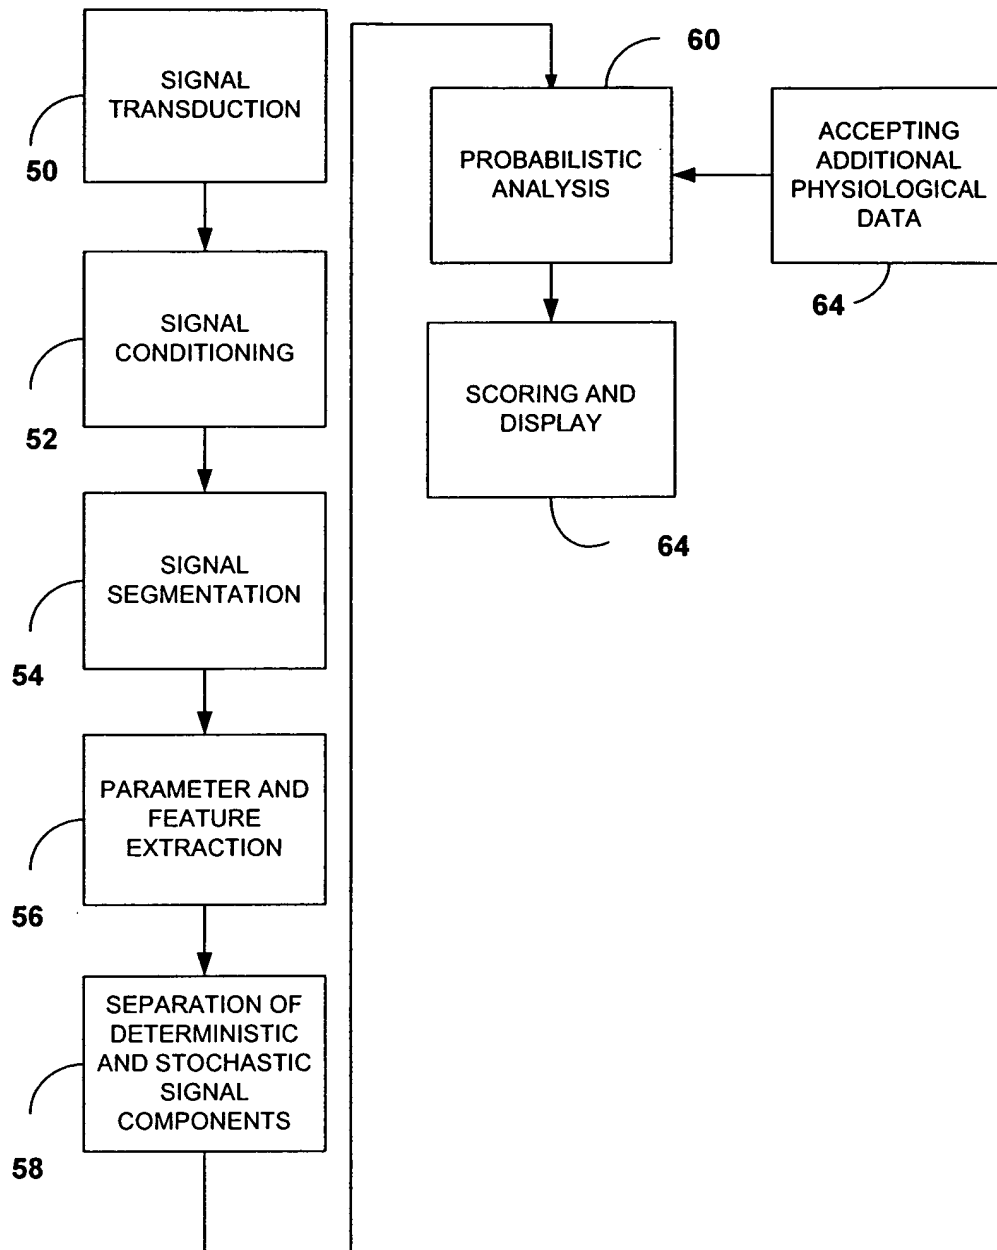 SIGNAL
TRANSDUCTION
50
SIGNAL
CONDITIONING
52
SIGNAL
SEGMENTATION
54
PARAMETER AND
FEATURE
EXTRACTION
56
SEPARATION OF
DETERMINISTIC
AND STOCHASTIC
SIGNAL
COMPONENTS
58
60
PROBABILISTIC
ANALYSIS
ACCEPTING
ADDITIONAL
PHYSIOLOGICAL
DATA
64
SCORING AND
DISPLAY
64